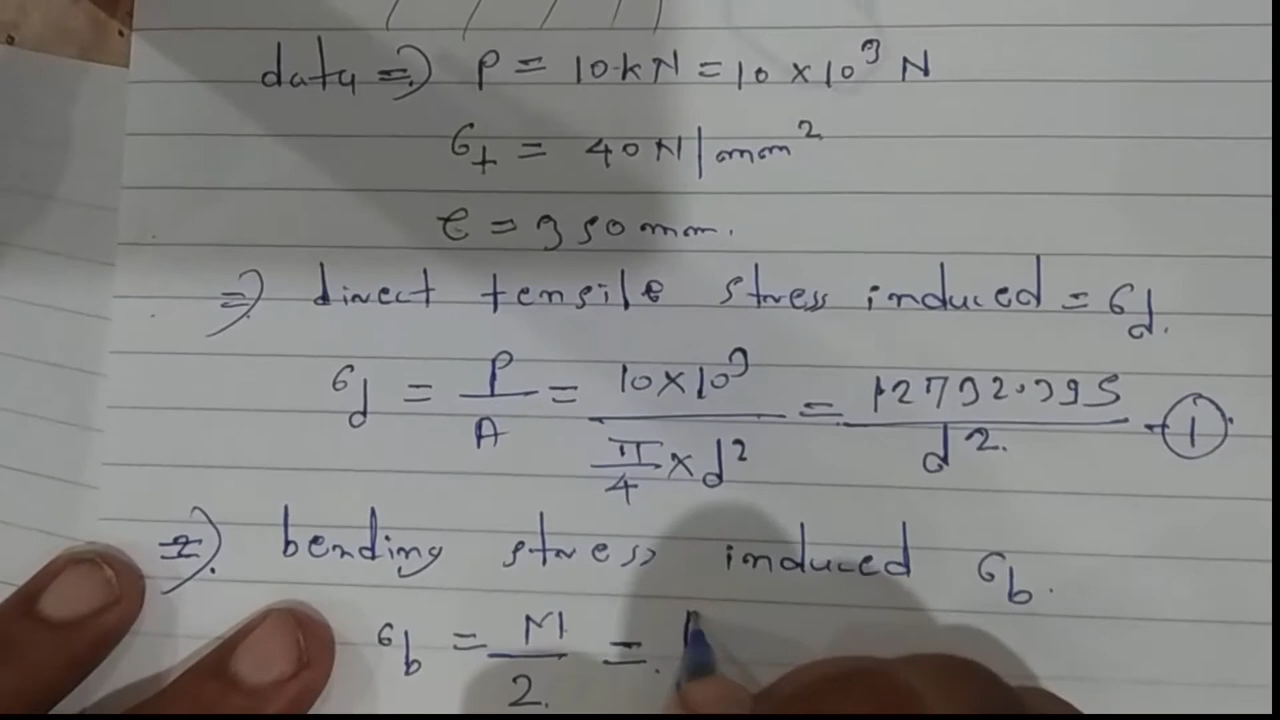 data ⇒ P = 10 kN = 10 × 10³ N
σt = 40 N/mm²
e = 350 mm.
⇒ direct tensile stress induced = σd.
σd = P/A = 10×10³ / (π/4 × d²) = 12732.395 / d² - ①
⇒ bending stress induced σb.
σb = M/Z = .